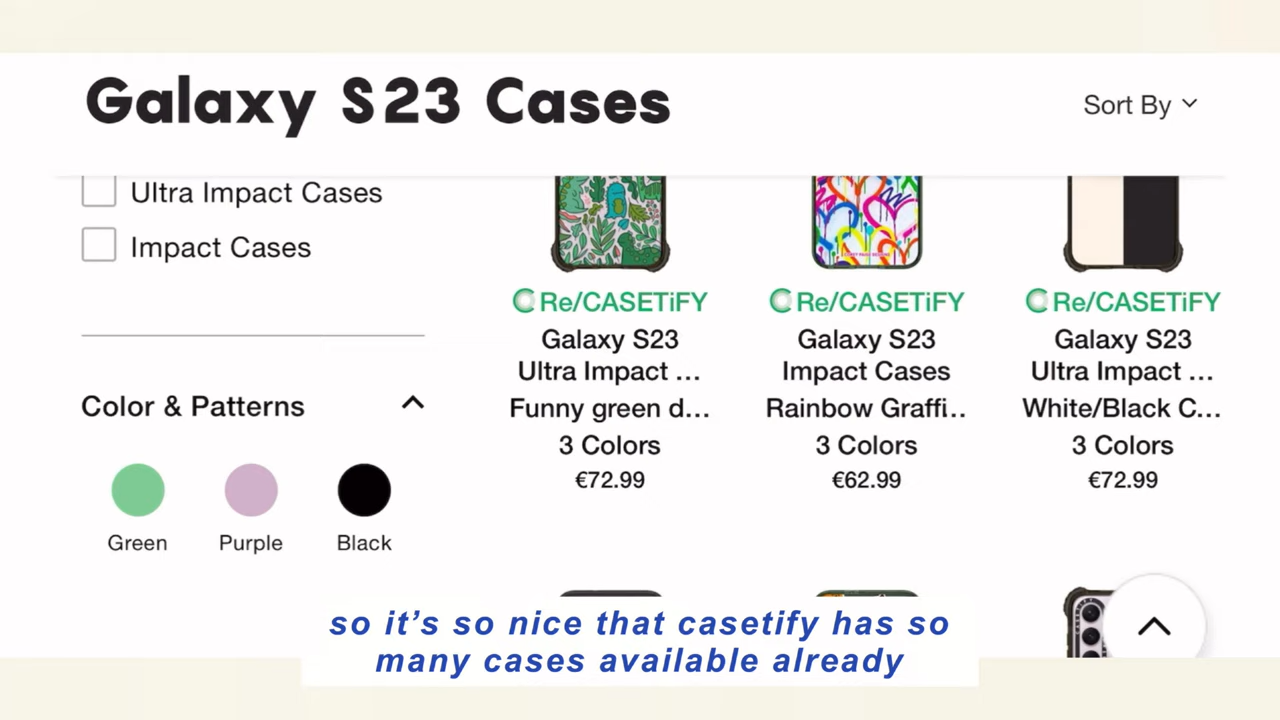 Galaxy S23 Cases
Sort By
Ultra Impact Cases
Impact Cases
Color & Patterns
Green
Purple
Black
Re/CASETiFY
Galaxy S23
Ultra Impact ...
Funny green d...
3 Colors
€72.99
Re/CASETiFY
Galaxy S23
Impact Cases
Rainbow Graffi..
3 Colors
€62.99
Re/CASETiFY
Galaxy S23
Ultra Impact ...
White/Black C...
3 Colors
€72.99
so it's so nice that casetify has so
many cases available already